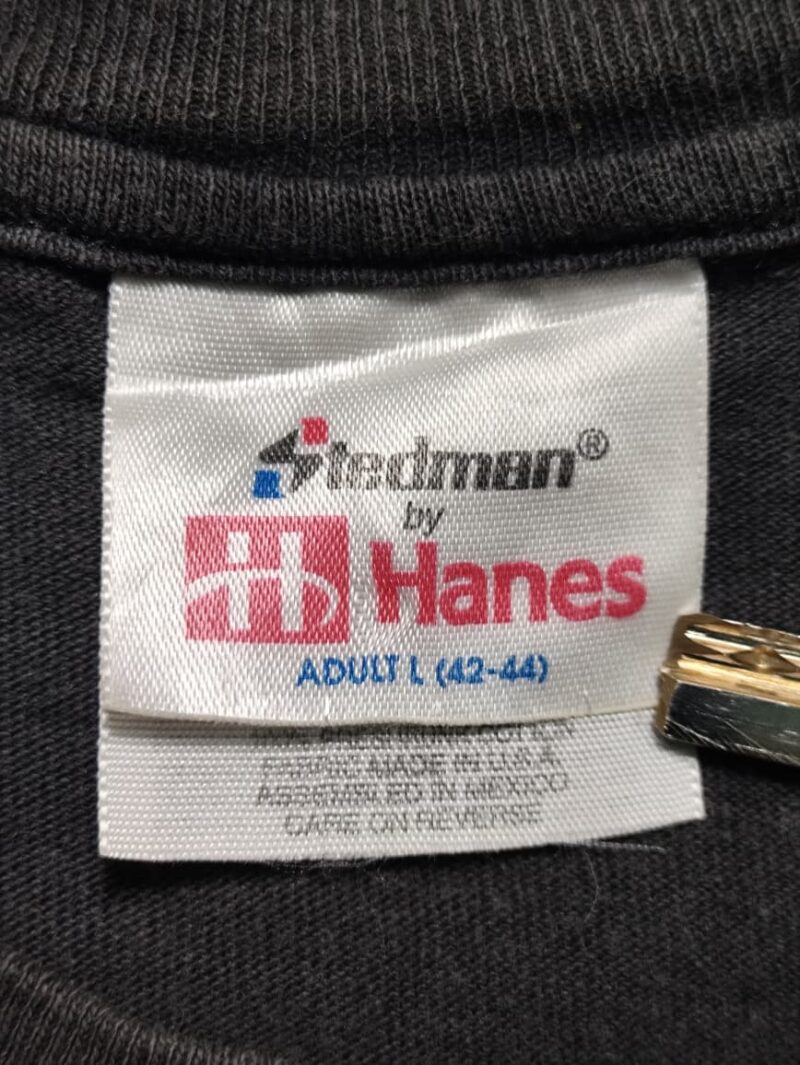 Stedman®
by
H Hanes
ADULT L (42-44)
FABRIC MADE IN U.S.A.
ASSEMBLED IN MEXICO
CARE ON REVERSE